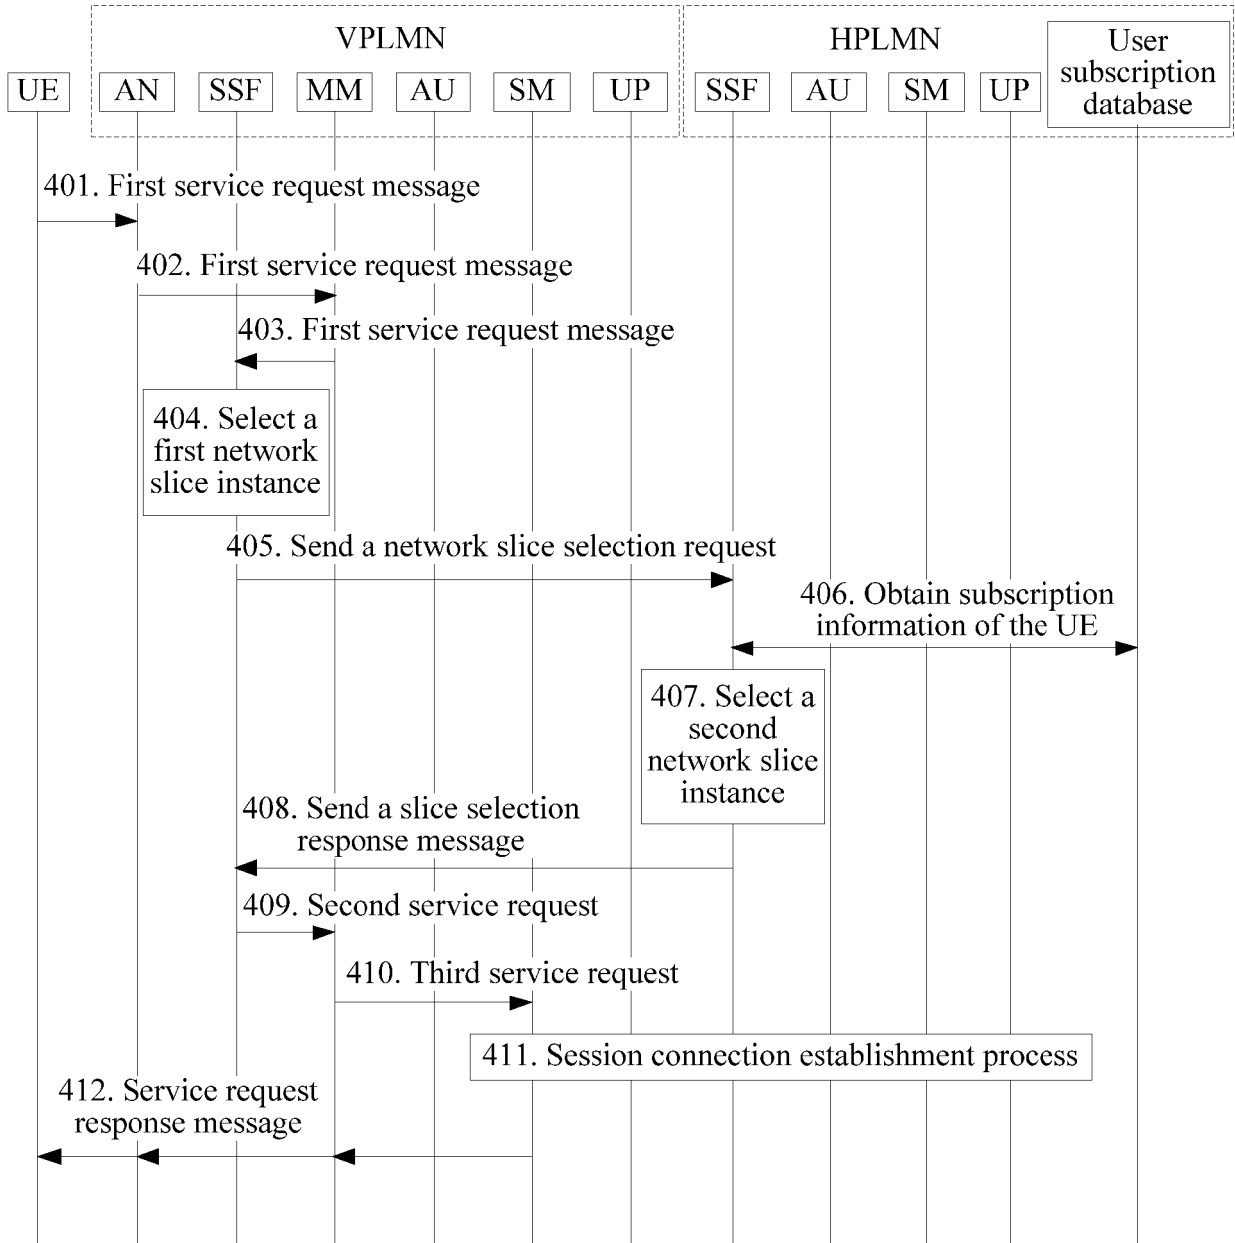 VPLMN
HPLMN
User
subscription
database
UE
AN
SSF
MM
AU
SM
UP
SSF
AU
SM
UP
401. First service request message
402. First service request message
403. First service request message
404. Select a
first network
slice instance
405. Send a network slice selection request
406. Obtain subscription
information of the UE
407. Select a
second
network slice
instance
408. Send a slice selection
response message
409. Second service request
410. Third service request
411. Session connection establishment process
412. Service request
response message